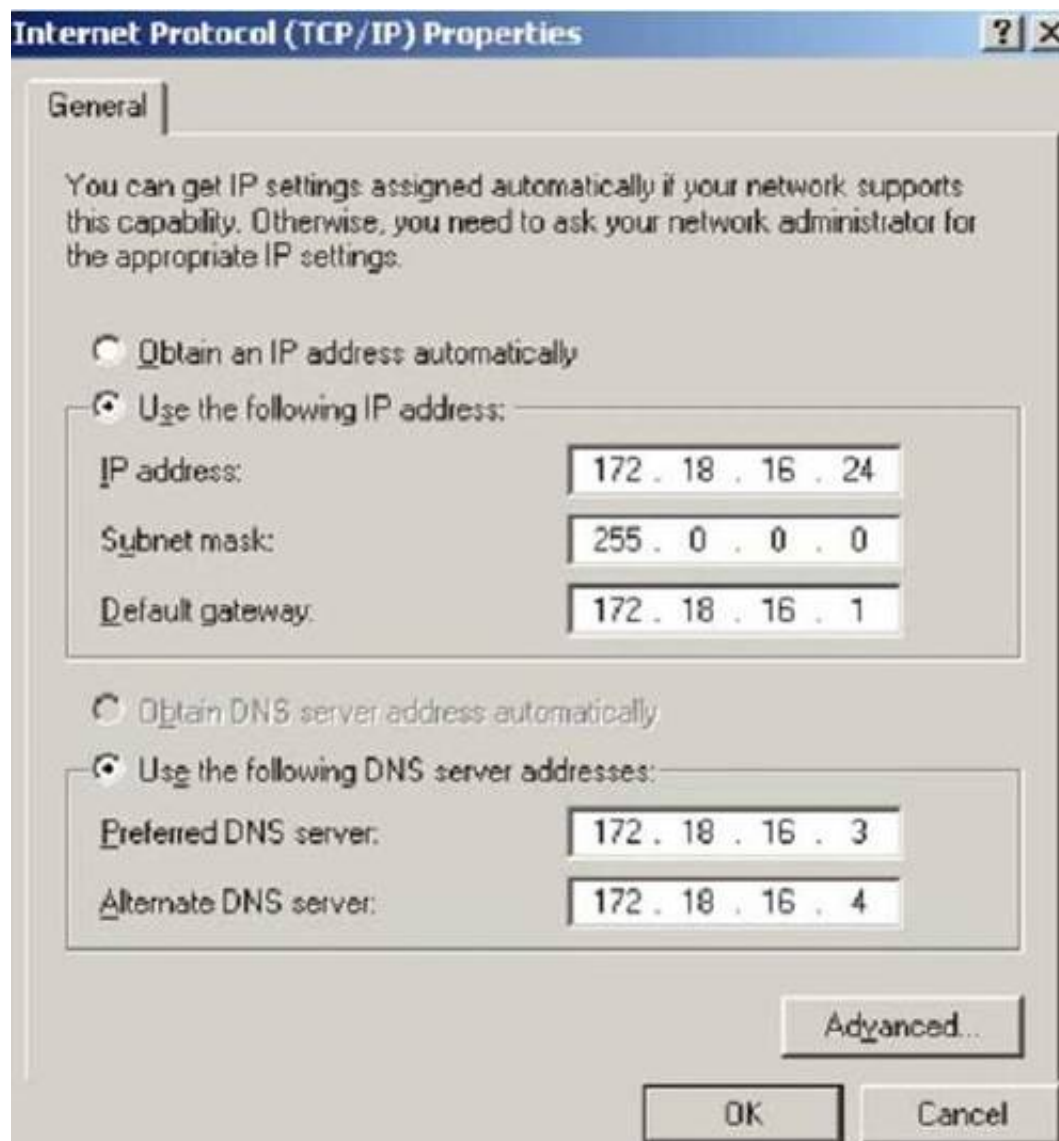 Internet Protocol (TCP/IP) Properties
General
You can get IP settings assigned automatically if your network supports
this capability. Otherwise, you need to ask your network administrator for
the appropriate IP settings.
Obtain an IP address automatically
Use the following IP address:
IP address: 172 . 18 . 16 . 24
Subnet mask: 255 . 0 . 0 . 0
Default gateway: 172 . 18 . 16 . 1
Obtain DNS server address automatically
Use the following DNS server addresses:
Preferred DNS server: 172 . 18 . 16 . 3
Alternate DNS server: 172 . 18 . 16 . 4
Advanced...
OK Cancel